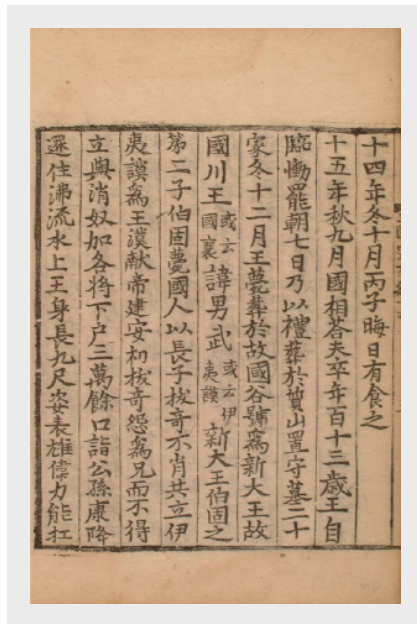 十四年冬十月丙子晦日有食之
十五年秋九月國相荅夫卒年百十三歲王自
臨慟罷朝七日乃以禮葬於質山置守墓二十
家冬十二月王薨葬於故國谷號爲新大王故
國川王或云國襄諱男武或云伊夷謨新大王伯固之
第二子伯固薨國人以長子拔奇不肖共立伊
夷謨爲王漢献帝建安初拔奇怨爲兄而不得
立與消奴加各將下户三萬餘口詣公孫康降
還住沸流水上王身長九尺姿表雄偉力能扛